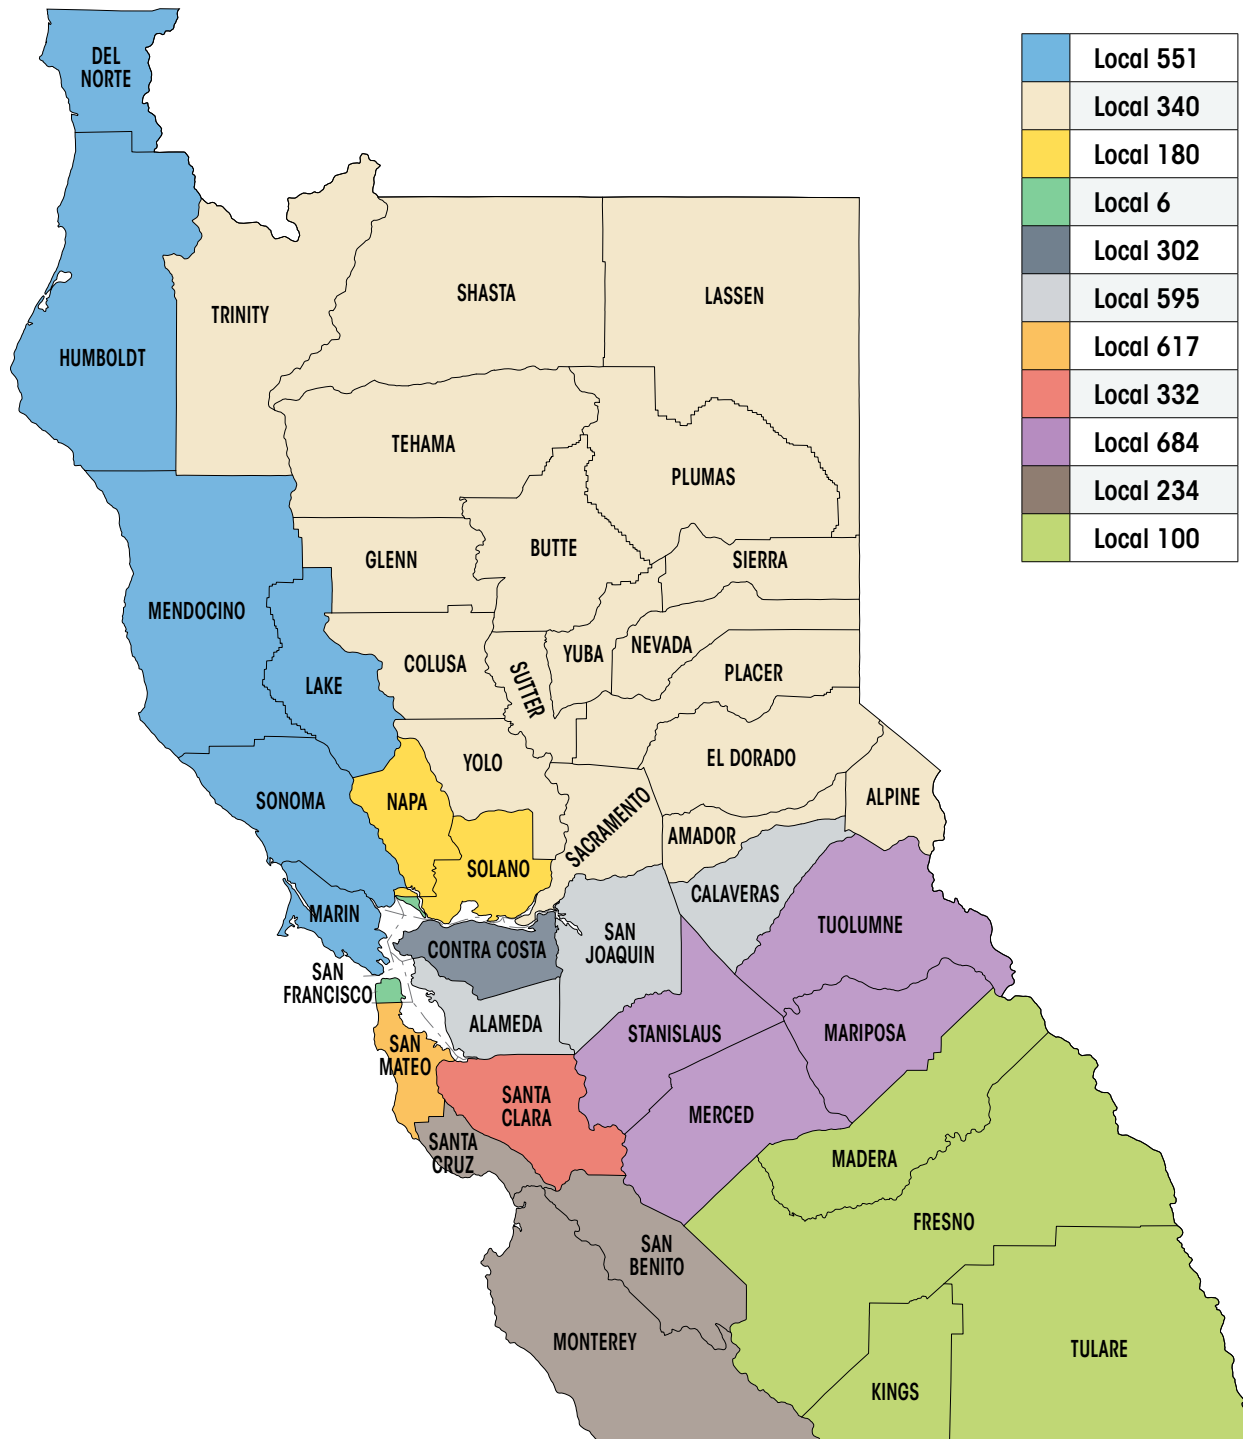 DEL
NORTE
Local 551
Local 340
Local 180
Local 6
Local 302
Local 595
Local 617
Local 332
Local 684
Local 234
Local 100
SHASTA
LASSEN
TRINITY
HUMBOLDT
TEHAMA
PLUMAS
BUTTE
GLENN
SIERRA
MENDOCINO
NEVADA
YUBA
COLUSA
PLACER
LAKE
SUTTER
EL DORADO
YOLO
ALPINE
SONOMA
NAPA
SACRAMENTO
AMADOR
SOLANO
CALAVERAS
MARIN
TUOLUMNE
SAN
JOAQUIN
CONTRA COSTA
SAN
FRANCISCO
ALAMEDA
STANISLAUS
MARIPOSA
SAN
MATEO
SANTA
CLARA
MERCED
SANTA
CRUZ
MADERA
FRESNO
SAN
BENITO
MONTEREY
TULARE
KINGS